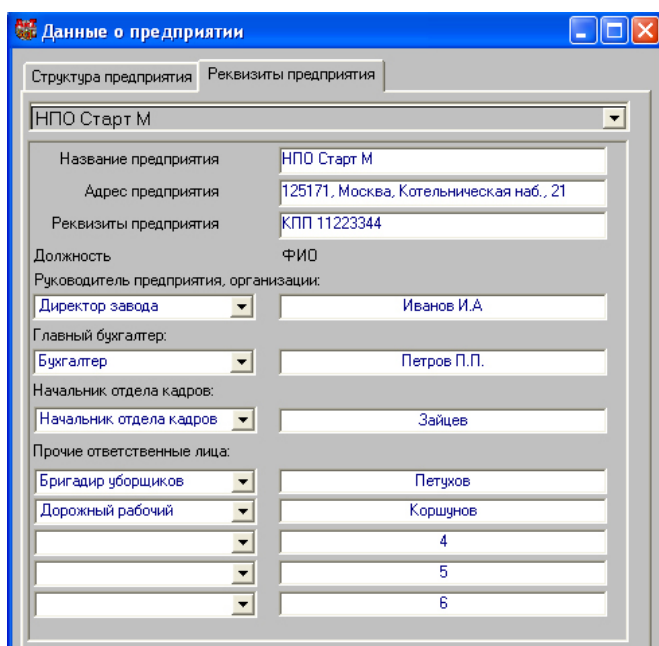 Данные о предприятии
Структура предприятия Реквизиты предприятия
НПО Старт М
Название предприятия НПО Старт М
Адрес предприятия 125171, Москва, Котельническая наб., 21
Реквизиты предприятия КПП 11223344
Должность ФИО
Руководитель предприятия, организации:
Директор завода Иванов И.А
Главный бухгалтер:
Бухгалтер Петров П.П.
Начальник отдела кадров:
Начальник отдела кадров Зайцев
Прочие ответственные лица:
Бригадир уборщиков Петухов
Дорожный рабочий Коршунов
4
5
6